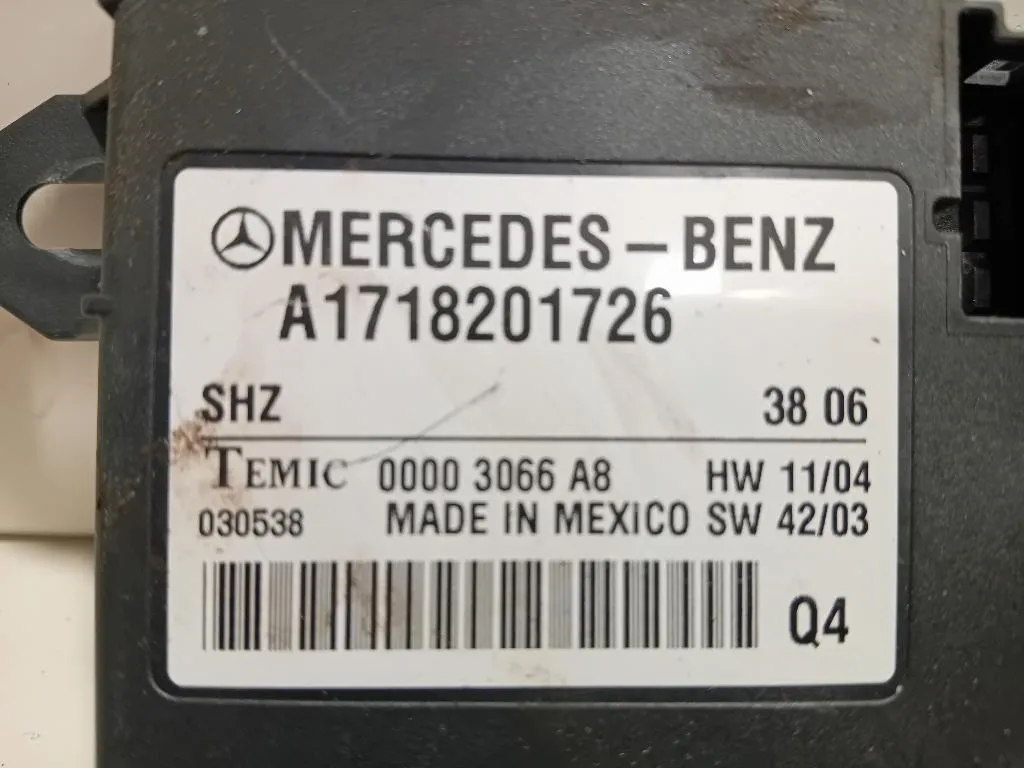 MERCEDES-BENZ
A1718201726
SHZ 38 06
TEMIC 0000 3066 A8 HW 11/04
030538 MADE IN MEXICO SW 42/03
Q4